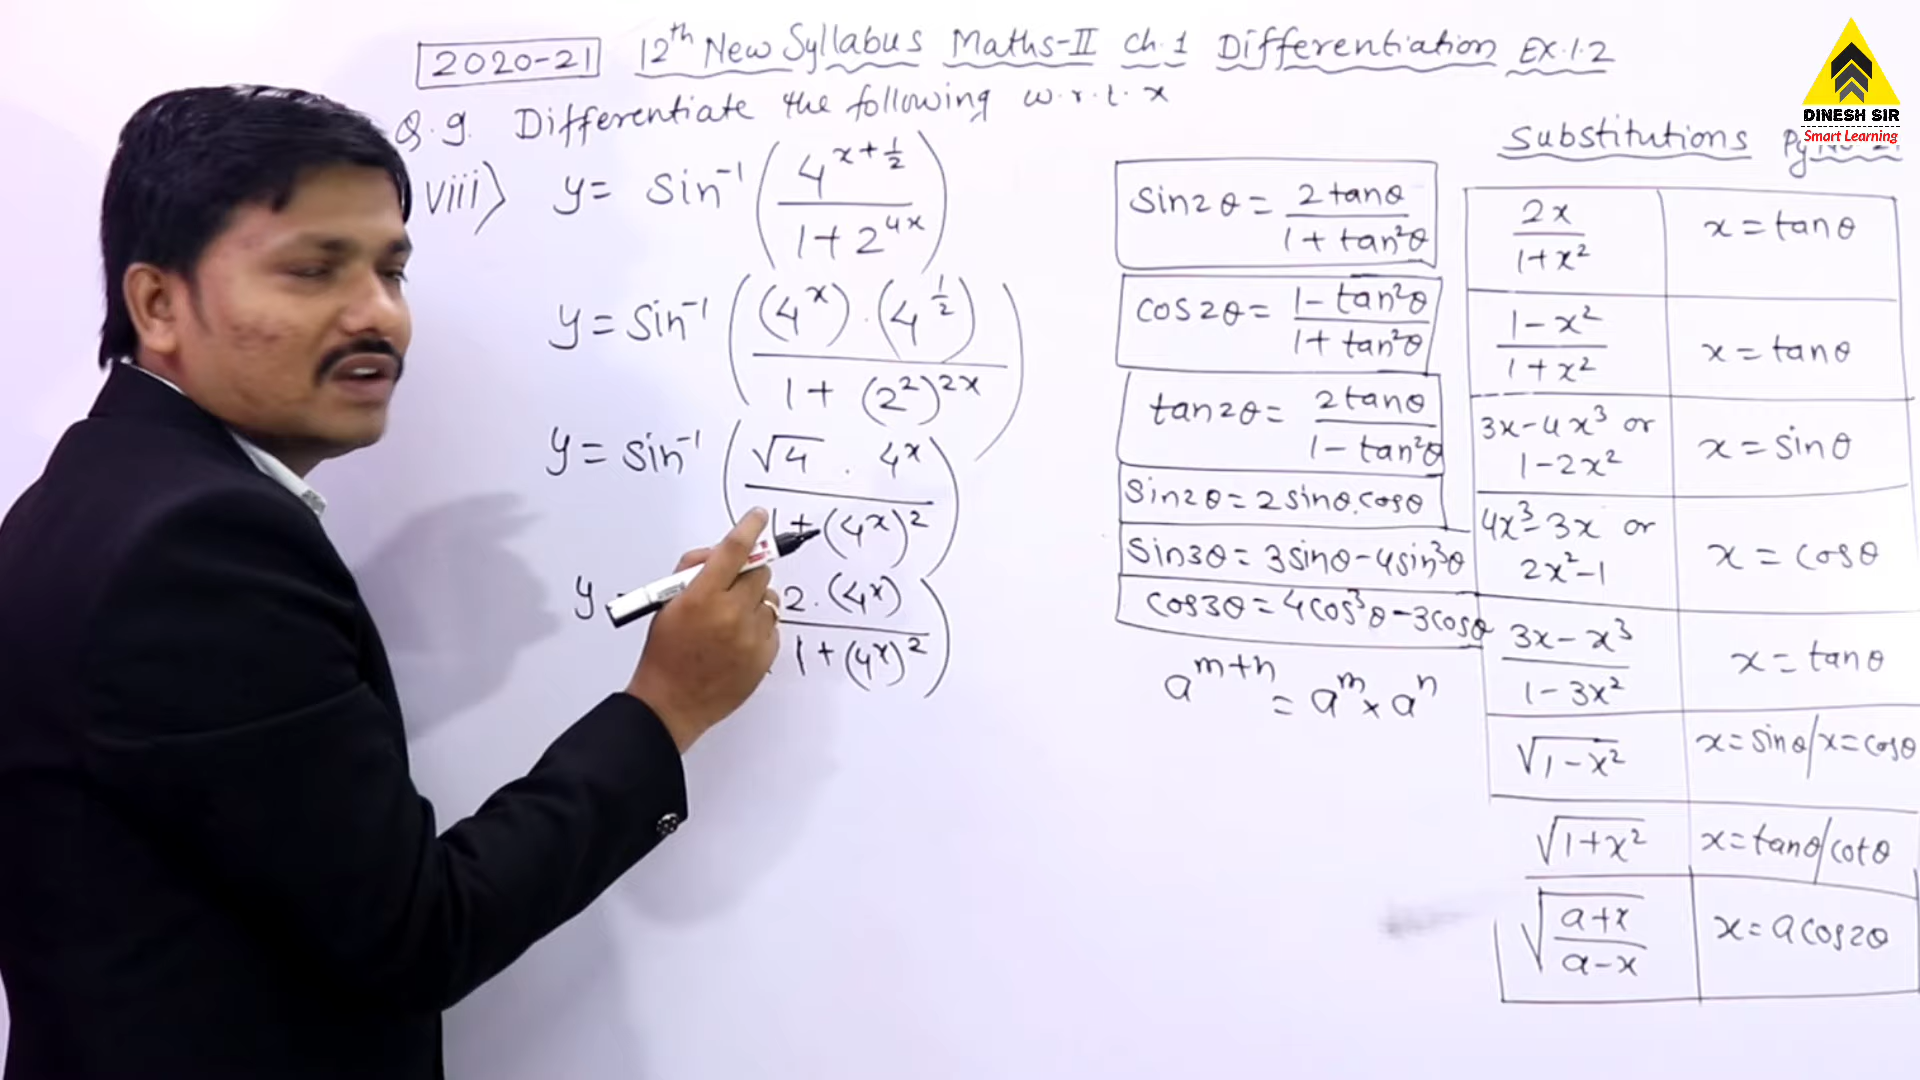 2020-21 12th New Syllabus Maths-II Ch.1 Differentiation Ex.1.2
Q.9. Differentiate the following w.r.t. x
viii) y = sin⁻¹ (4^(x+1/2) / 1+2^(4x))
y = sin⁻¹ ((4^x).(4^(1/2)) / 1+(2²)^(2x))
y = sin⁻¹ (√4 . 4^x / 1+(4^x)²)
y 2.(4^x) / 1+(4^x)²)
sin2θ = 2tanθ / 1+tan²θ
cos2θ = 1-tan²θ / 1+tan²θ
tan2θ = 2tanθ / 1-tan²θ
sin2θ = 2sinθ.cosθ
sin3θ = 3sinθ-4sin³θ
cos3θ = 4cos³θ-3cosθ
a^(m+n) = a^m × a^n
Substitutions
2x / 1+x² x = tanθ
1-x² / 1+x² x = tanθ
3x-4x³ or
1-2x² x = sinθ
4x³-3x or
2x²-1 x = cosθ
3x-x³ / 1-3x² x = tanθ
√(1-x²) x=sinθ/x=cosθ
√(1+x²) x=tanθ/cotθ
√(a+x / a-x) x=acos2θ
DINESH SIR
Smart Learning